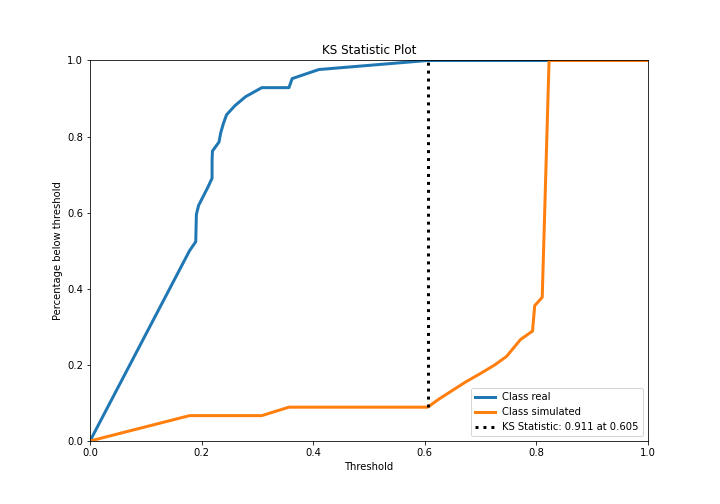 KS Statistic Plot
1.0
0.8
0.6
0.4
0.2
0.0
Percentage below threshold
0.0 0.2 0.4 0.6 0.8 1.0
Threshold
Class real
Class simulated
KS Statistic: 0.911 at 0.605